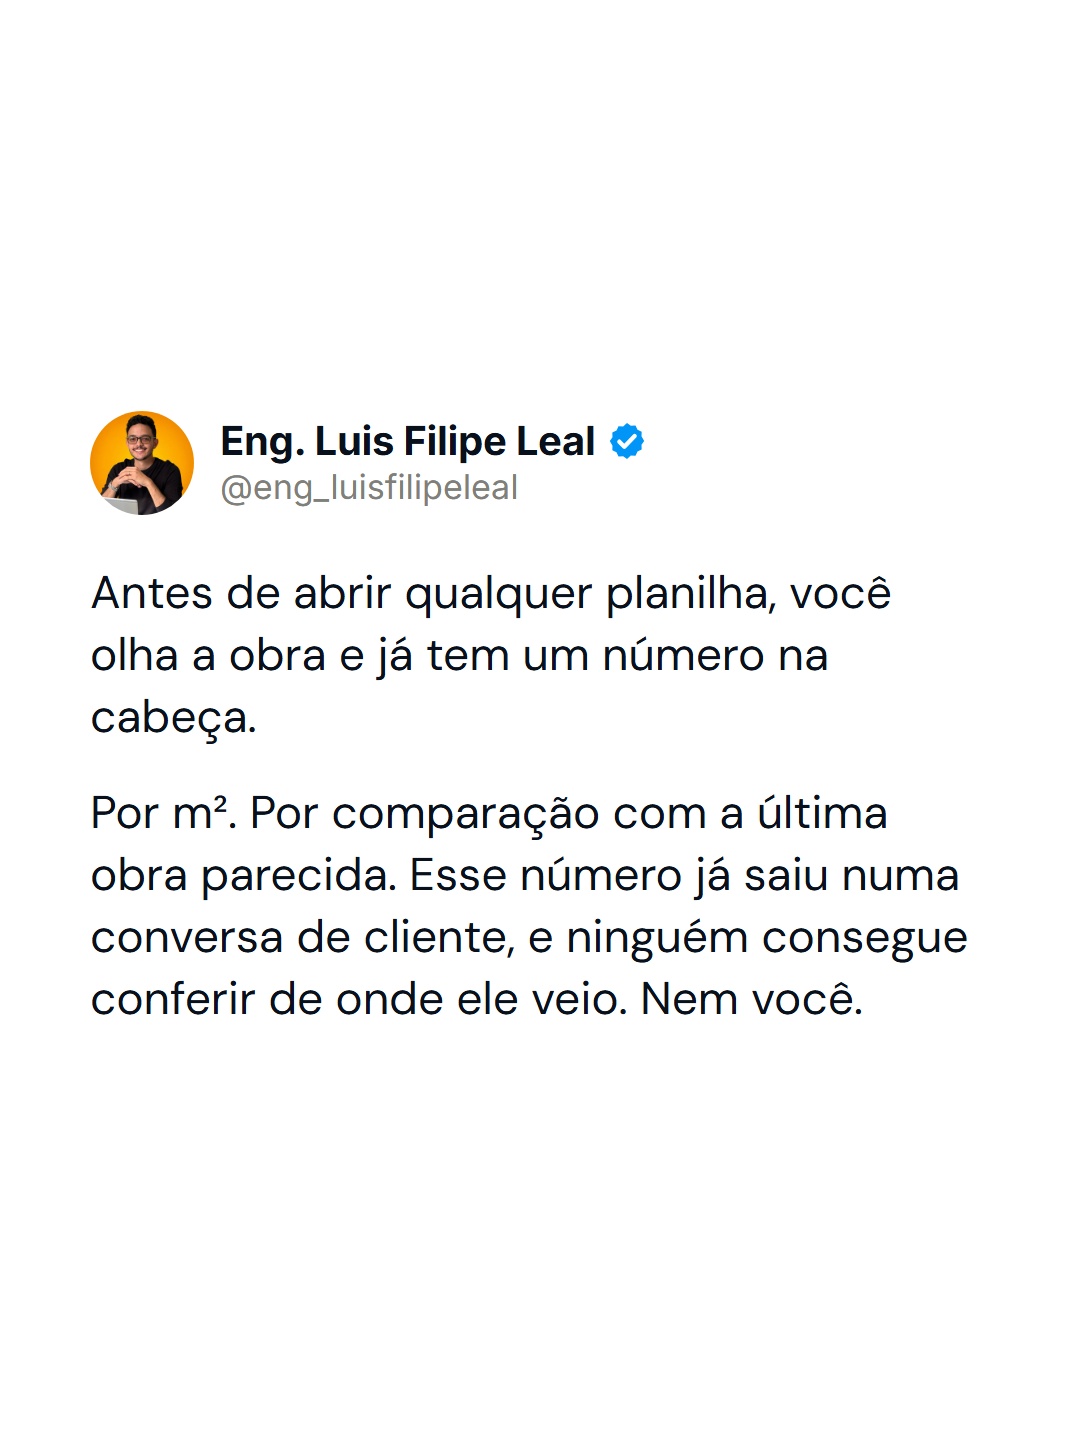 Eng. Luis Filipe Leal
@eng_luisfilipeleal
Antes de abrir qualquer planilha, você
olha a obra e já tem um número na
cabeça.
Por m². Por comparação com a última
obra parecida. Esse número já saiu numa
conversa de cliente, e ninguém consegue
conferir de onde ele veio. Nem você.